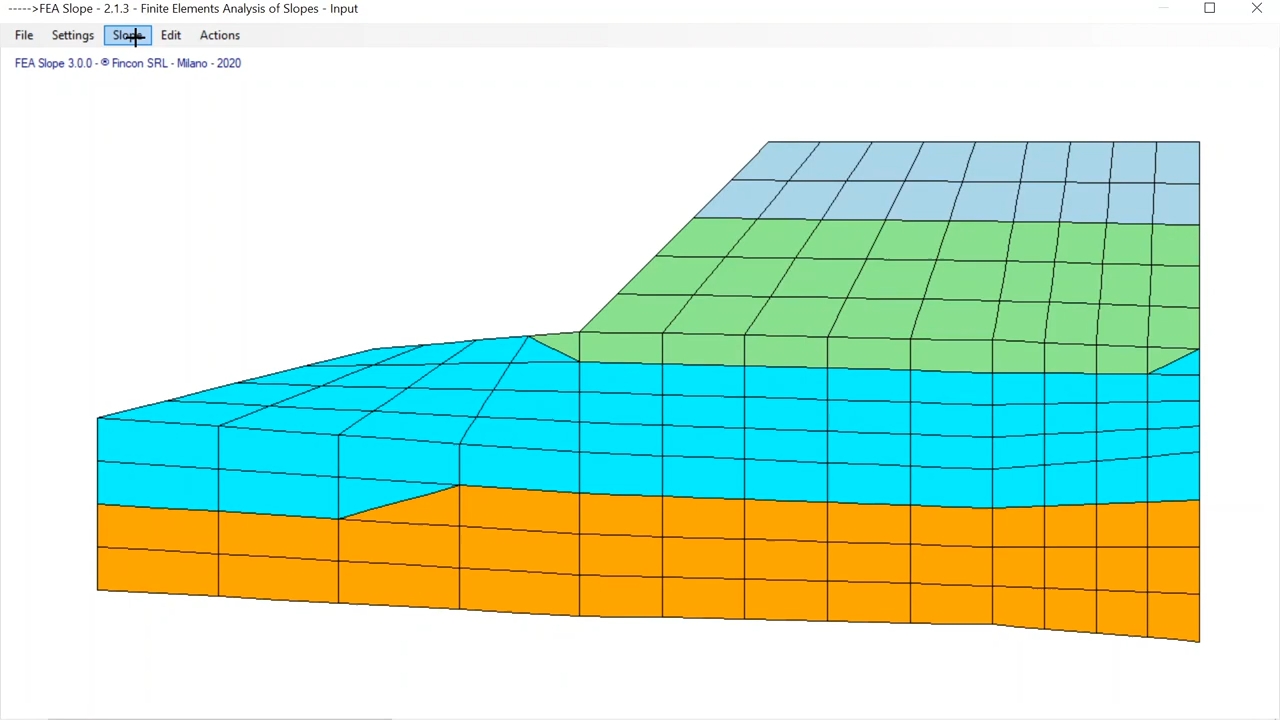 ----->FEA Slope - 2.1.3 - Finite Elements Analysis of Slopes - Input
File Settings Slope Edit Actions
FEA Slope 3.0.0 - ® Fincon SRL - Milano - 2020